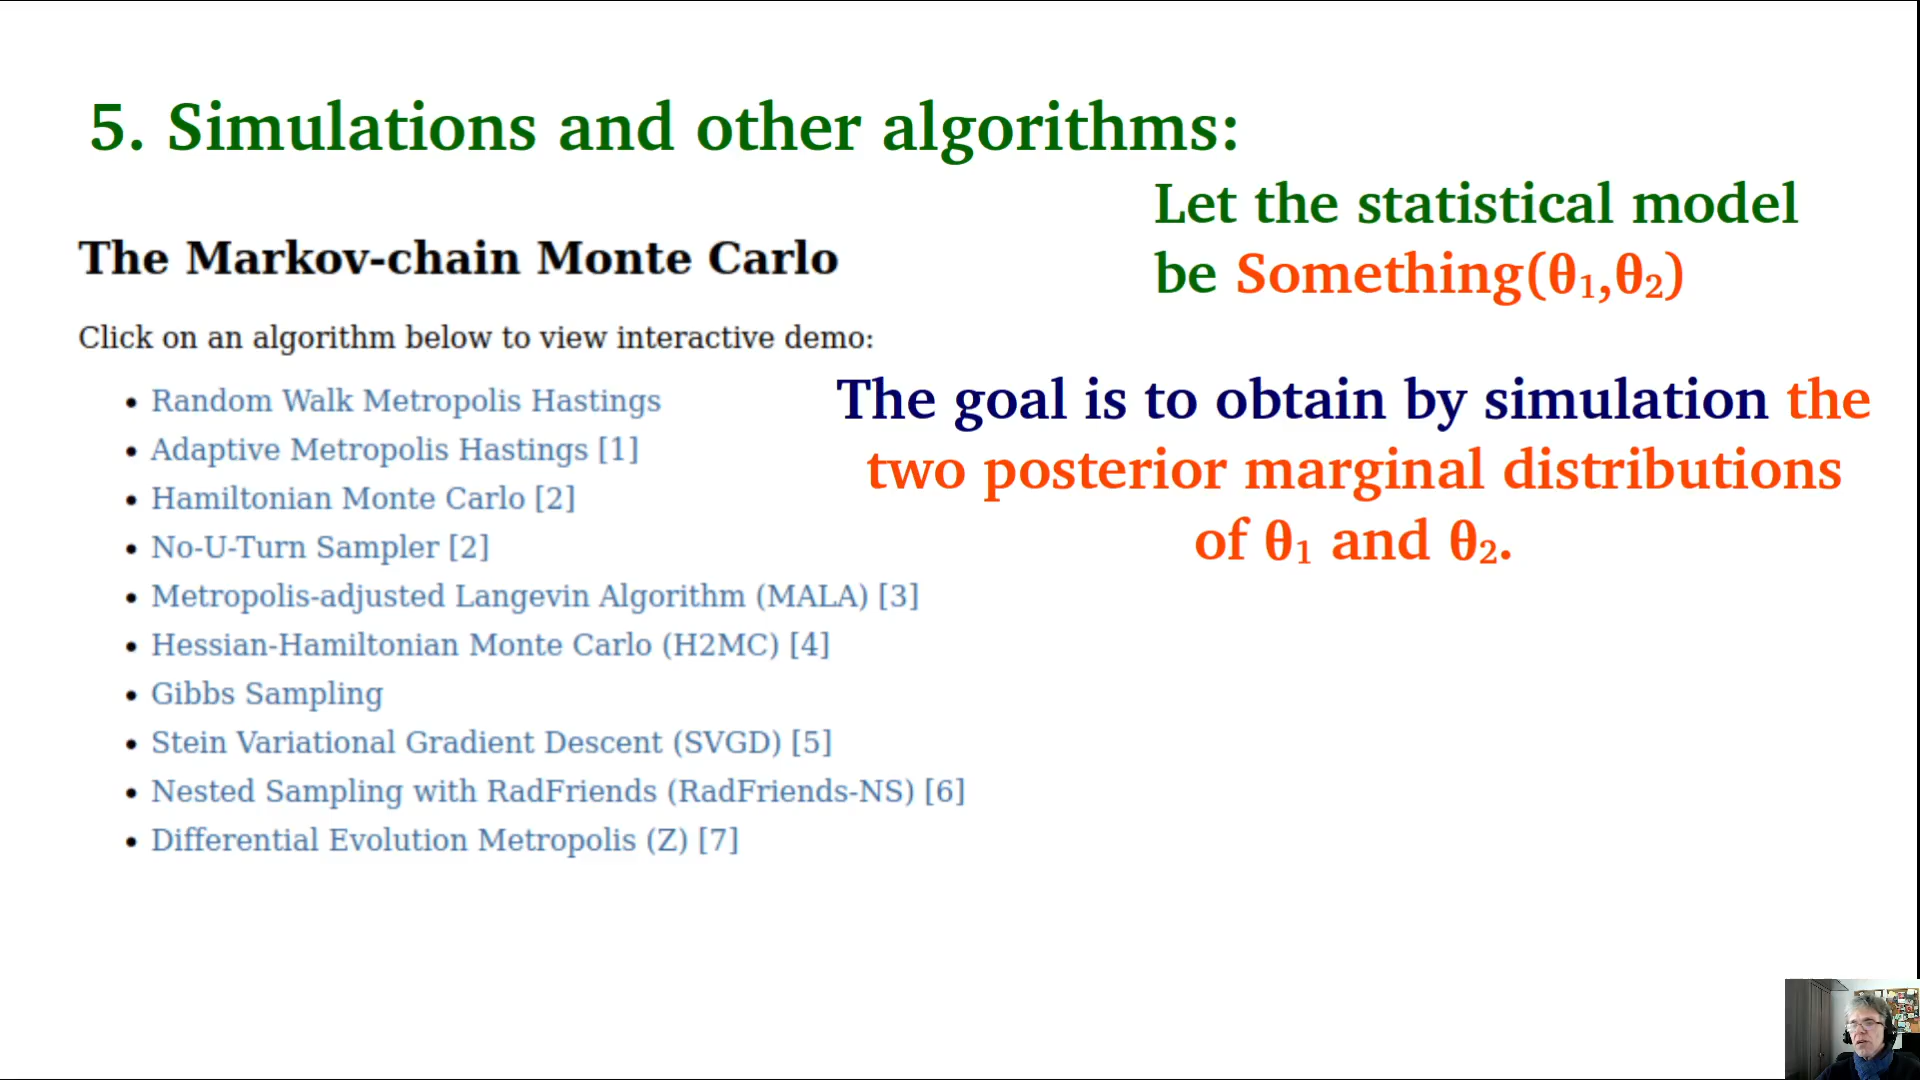 5. Simulations and other algorithms:
Let the statistical model
be Something(θ₁,θ₂)
The Markov-chain Monte Carlo
Click on an algorithm below to view interactive demo:
• Random Walk Metropolis Hastings
• Adaptive Metropolis Hastings [1]
• Hamiltonian Monte Carlo [2]
• No-U-Turn Sampler [2]
• Metropolis-adjusted Langevin Algorithm (MALA) [3]
• Hessian-Hamiltonian Monte Carlo (H2MC) [4]
• Gibbs Sampling
• Stein Variational Gradient Descent (SVGD) [5]
• Nested Sampling with RadFriends (RadFriends-NS) [6]
• Differential Evolution Metropolis (Z) [7]
The goal is to obtain by simulation the
two posterior marginal distributions
of θ₁ and θ₂.